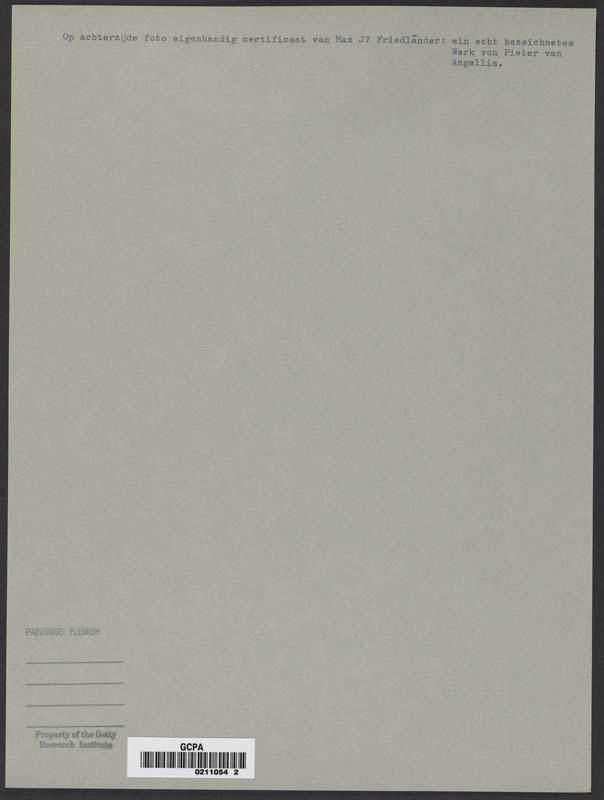 Op achterzijde foto eigenhandig certificaat van Max J? Friedländer: ein echt bezeichnetes
Werk von Pieter van
Angellis.
PAINTINGS: FLEMISH
Property of the Getty
Research Institute
GCPA
0211054 2